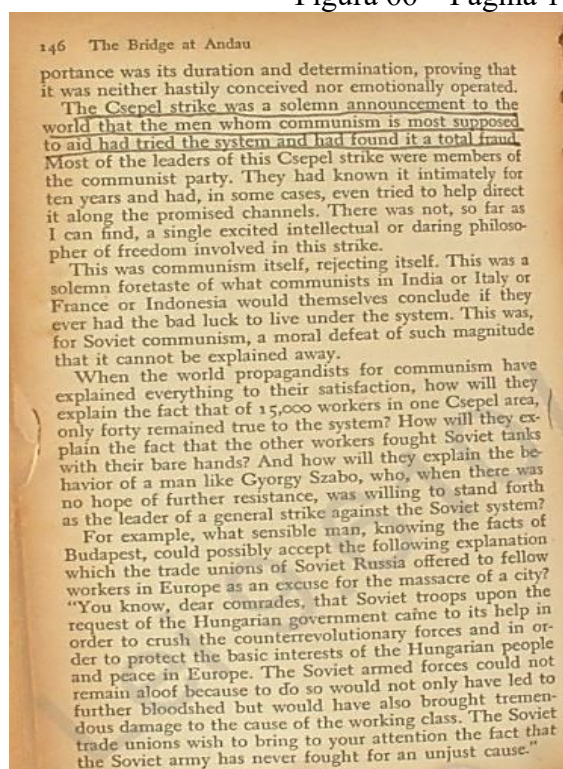 Figura 66 – Página 1
146 The Bridge at Andau
portance was its duration and determination, proving that
it was neither hastily conceived nor emotionally operated.
The Csepel strike was a solemn announcement to the
world that the men whom communism is most supposed
to aid had tried the system and had found it a total fraud.
Most of the leaders of this Csepel strike were members of
the communist party. They had known it intimately for
ten years and had, in some cases, even tried to help direct
it along the promised channels. There was not, so far as
I can find, a single excited intellectual or daring philoso-
pher of freedom involved in this strike.
This was communism itself, rejecting itself. This was a
solemn foretaste of what communists in India or Italy or
France or Indonesia would themselves conclude if they
ever had the bad luck to live under the system. This was,
for Soviet communism, a moral defeat of such magnitude
that it cannot be explained away.
When the world propagandists for communism have
explained everything to their satisfaction, how will they
explain the fact that of 15,000 workers in one Csepel area,
only forty remained true to the system? How will they ex-
plain the fact that the other workers fought Soviet tanks
with their bare hands? And how will they explain the be-
havior of a man like Gyorgy Szabo, who, when there was
no hope of further resistance, was willing to stand forth
as the leader of a general strike against the Soviet system?
For example, what sensible man, knowing the facts of
Budapest, could possibly accept the following explanation
which the trade unions of Soviet Russia offered to fellow
workers in Europe as an excuse for the massacre of a city?
"You know, dear comrades, that Soviet troops upon the
request of the Hungarian government came to its help in
order to crush the counterrevolutionary forces and in or-
der to protect the basic interests of the Hungarian people
and peace in Europe. The Soviet armed forces could not
remain aloof because to do so would not only have led to
further bloodshed but would have also brought tremen-
dous damage to the cause of the working class. The Soviet
trade unions wish to bring to your attention the fact that
the Soviet army has never fought for an unjust cause."